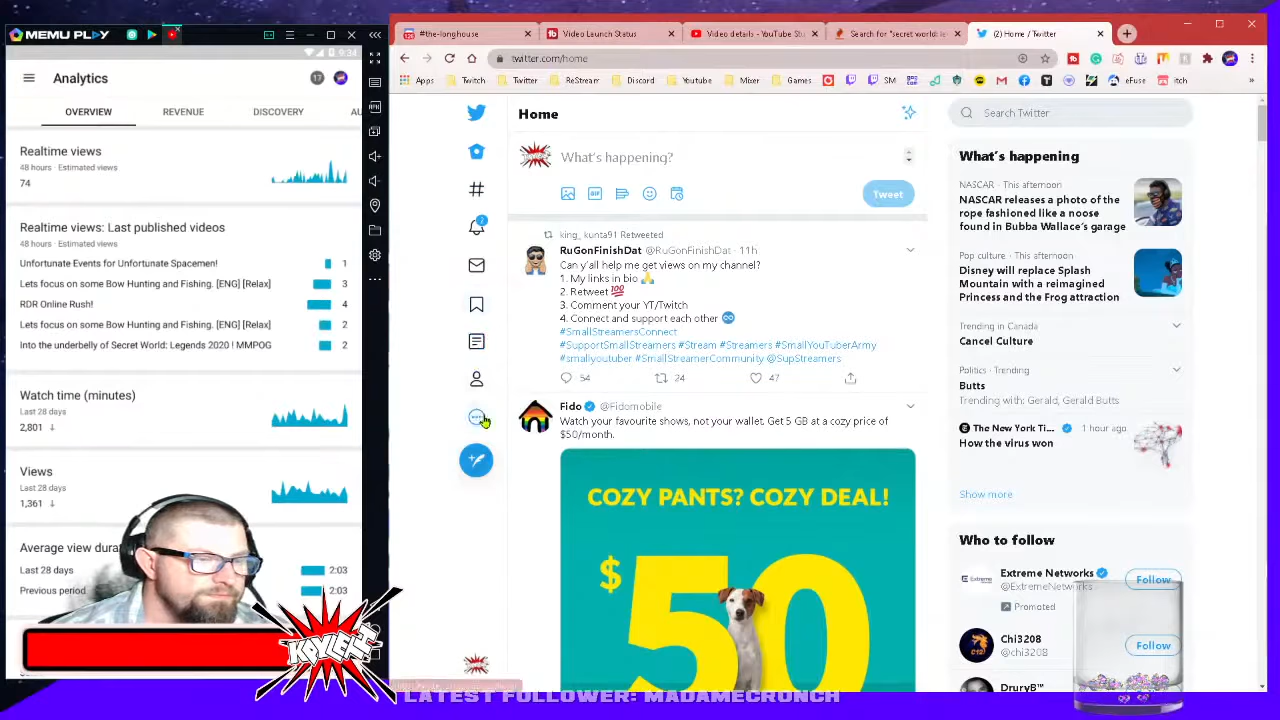 MEMU PLAY
9:34
Analytics
17
OVERVIEW
REVENUE
DISCOVERY
AU
Realtime views
48 hours · Estimated views
74
Realtime views: Last published videos
48 hours · Estimated views
Unfortunate Events for Unfortunate Spacemen!
1
Lets focus on some Bow Hunting and Fishing. [ENG] [Relax]
3
RDR Online Rush!
4
Lets focus on some Bow Hunting and Fishing. [ENG] [Relax]
2
Into the underbelly of Secret World: Legends 2020 ! MMPOG
2
Watch time (minutes)
Last 28 days
2,801 ↓
Views
Last 28 days
1,361 ↓
Average view dura
Last 28 days
2:03
Previous period
2:03
#the-longhouse
Video Launch Status
Video details - YouTube Stu
Search for "secret world: le
(2) Home / Twitter
twitter.com/home
Apps
Twitch
Twitter
ReStream
Discord
Youtube
Mixer
Games
SM
eFuse
itch
Home
What's happening?
Tweet
2
king_kunta91 Retweeted
RuGonFinishDat @RuGonFinishDat · 11h
Can y'all help me get views on my channel?
1. My links in bio 🙏
2. Retweet 💯
3. Comment your YT/Twitch
4. Connect and support each other ♾
#SmallStreamersConnect
#SupportSmallStreamers #Stream #Streamers #SmallYouTuberArmy
#smallyoutuber #SmallStreamerCommunity @SupStreamers
54
24
47
Fido @Fidomobile
Watch your favourite shows, not your wallet. Get 5 GB at a cozy price of
$50/month.
COZY PANTS? COZY DEAL!
$50
Search Twitter
What's happening
NASCAR · This afternoon
NASCAR releases a photo of the
rope fashioned like a noose
found in Bubba Wallace's garage
Pop culture · This afternoon
Disney will replace Splash
Mountain with a reimagined
Princess and the Frog attraction
Trending in Canada
Cancel Culture
Politics · Trending
Butts
Trending with: Gerald, Gerald Butts
The New York Ti... · 1 hour ago
How the virus won
Show more
Who to follow
Extreme Networks
@ExtremeNetworks
Follow
Promoted
Chi3208
@chi3208
Follow
DruryB™
LATEST FOLLOWER: MADAMECRONCH